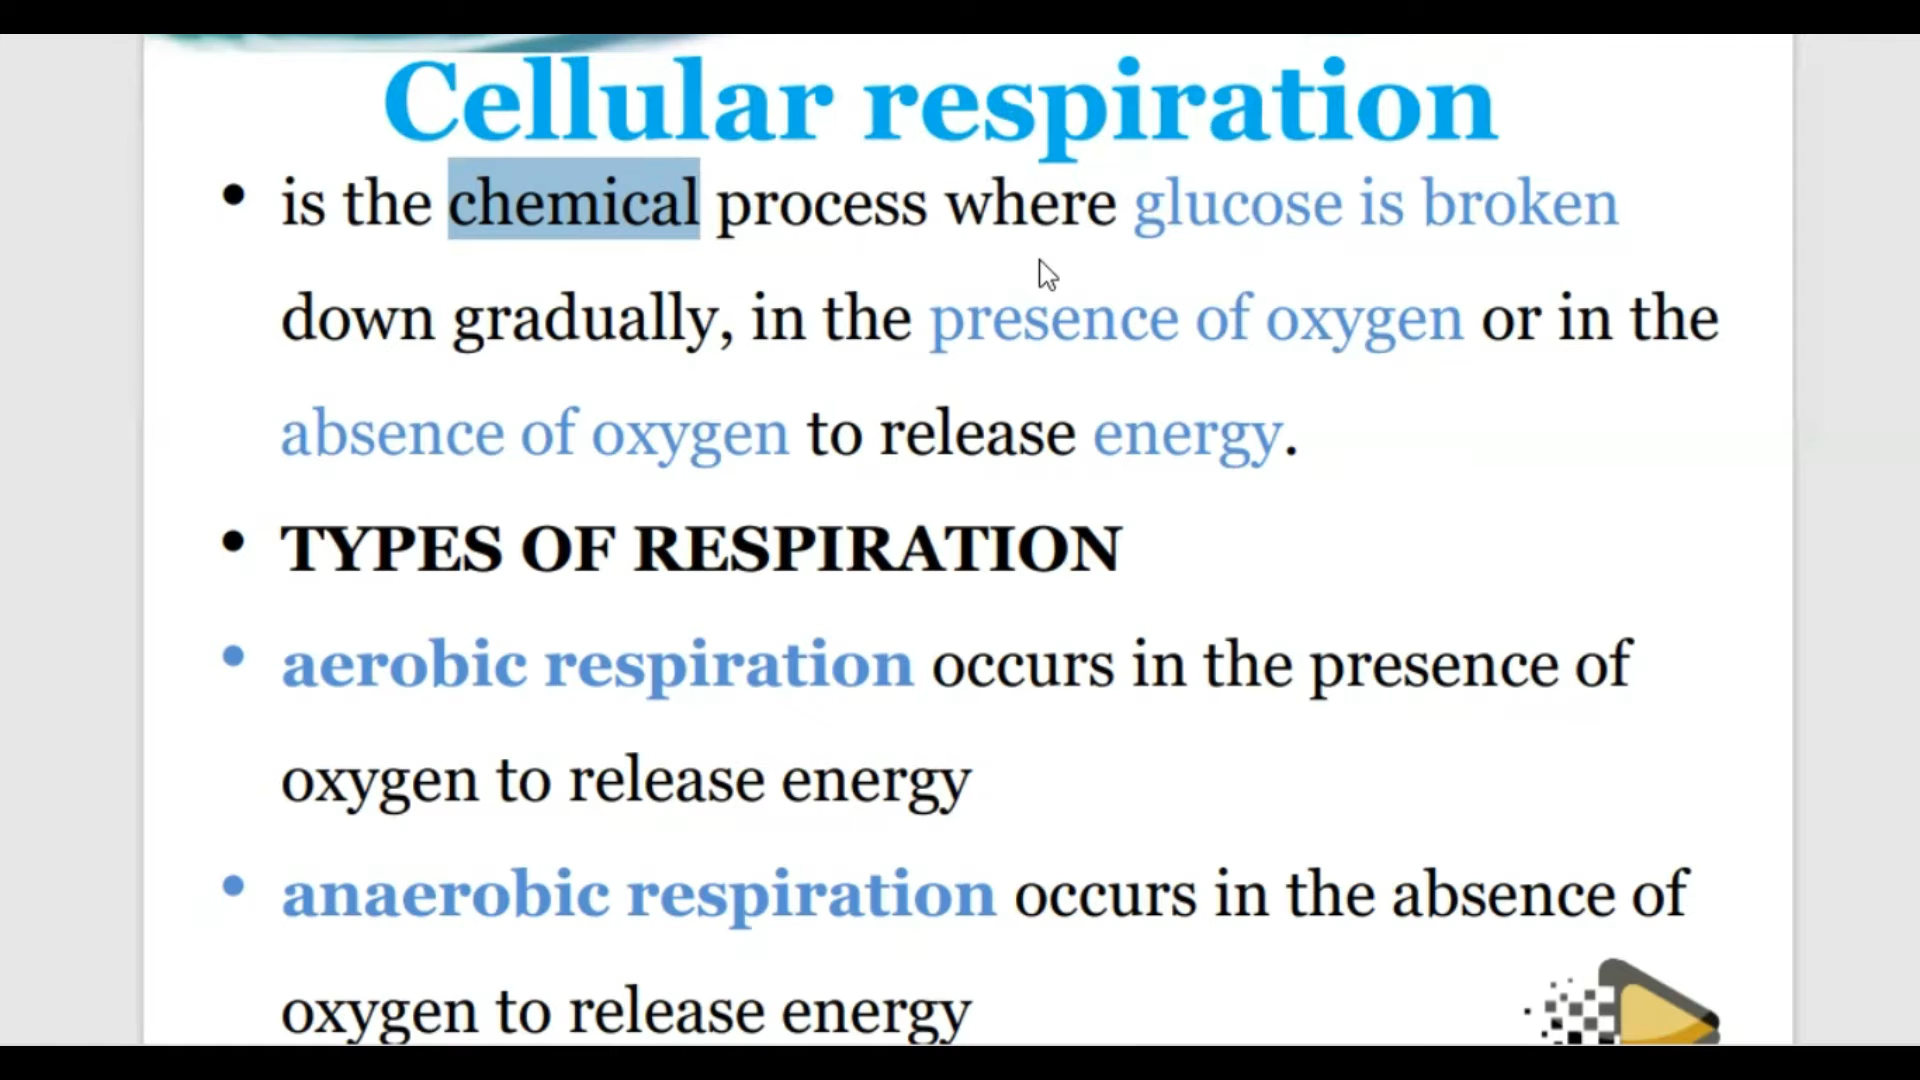 Cellular respiration
• is the chemical process where glucose is broken
down gradually, in the presence of oxygen or in the
absence of oxygen to release energy.
• TYPES OF RESPIRATION
• aerobic respiration occurs in the presence of
oxygen to release energy
• anaerobic respiration occurs in the absence of
oxygen to release energy